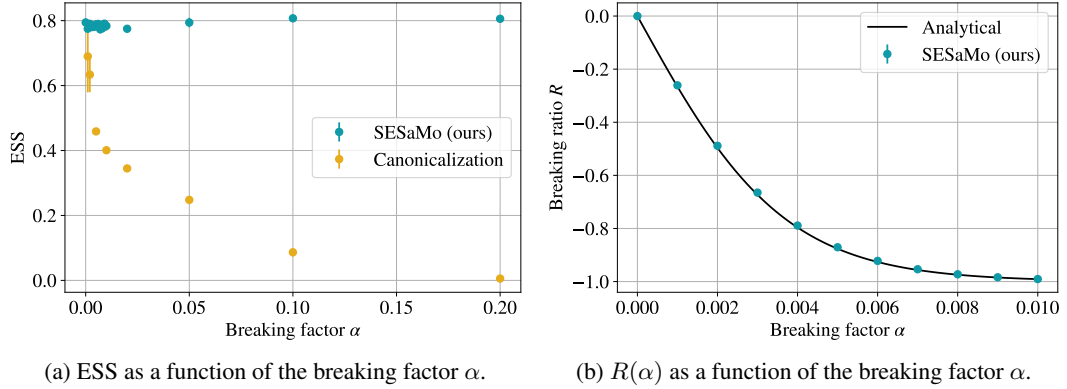 0.8
0.6
0.4
0.2
0.0
ESS
SESaMo (ours)
Canonicalization
0.00 0.05 0.10 0.15 0.20
Breaking factor α
(a) ESS as a function of the breaking factor α.
0.0
−0.2
−0.4
−0.6
−0.8
−1.0
Breaking ratio R
Analytical
SESaMo (ours)
0.000 0.002 0.004 0.006 0.008 0.010
Breaking factor α
(b) R(α) as a function of the breaking factor α.